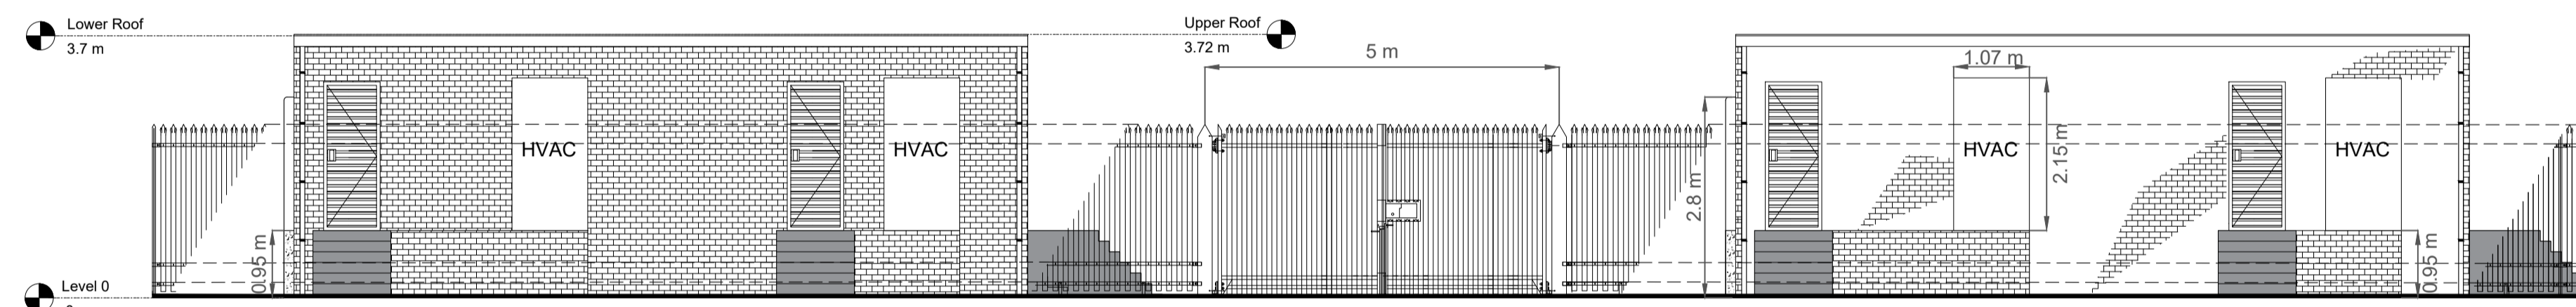 Lower Roof
3.7 m
Upper Roof
3.72 m
5 m
1.07 m
HVAC
HVAC
HVAC
HVAC
2.15 m
2.8 m
0.95 m
0.95 m
Level 0